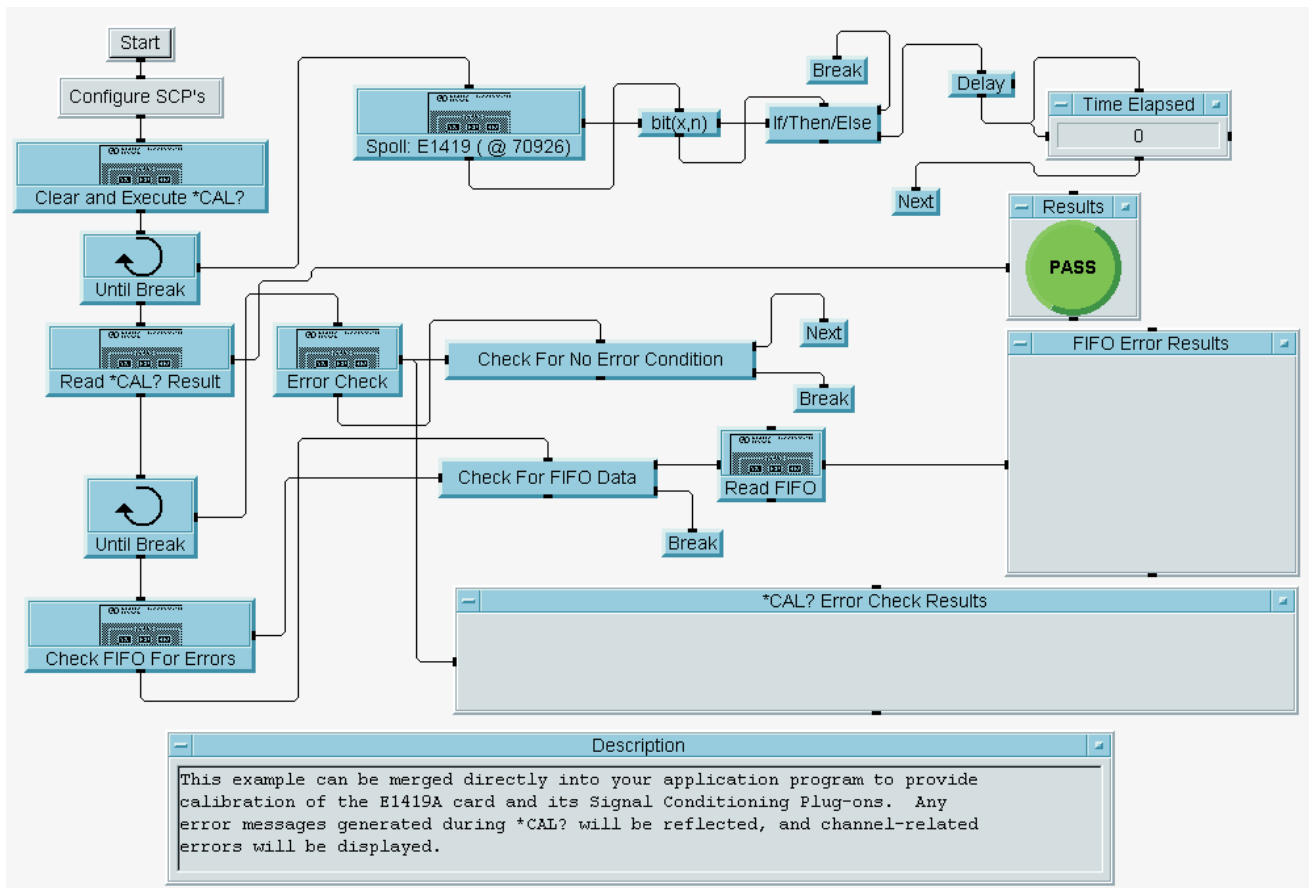 Start
Configure SCP's
Clear and Execute *CAL?
Until Break
Read *CAL? Result
Until Break
Check FIFO For Errors
Spoll: E1419 ( @ 70926)
bit(x,n)
If/Then/Else
Break
Delay
Time Elapsed
0
Next
Results
PASS
Error Check
Check For No Error Condition
Next
Break
Check For FIFO Data
Read FIFO
Break
FIFO Error Results
*CAL? Error Check Results
Description
This example can be merged directly into your application program to provide
calibration of the E1419A card and its Signal Conditioning Plug-ons.  Any
error messages generated during *CAL? will be reflected, and channel-related
errors will be displayed.